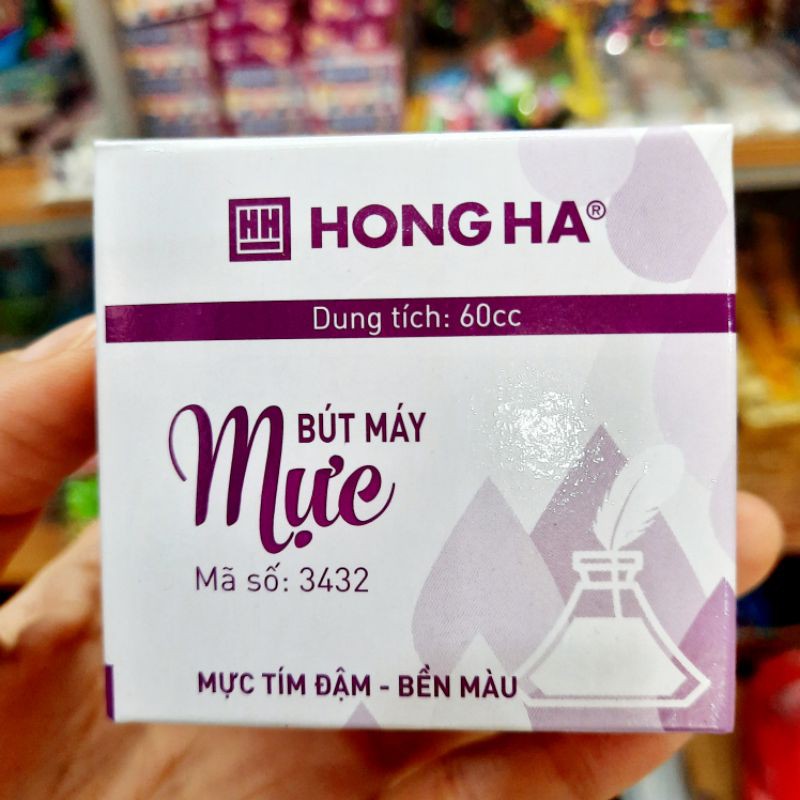 HH HONG HA®
Dung tích: 60cc
BÚT MÁY
Mực
Mã số: 3432
MỰC TÍM ĐẬM - BỀN MÀU